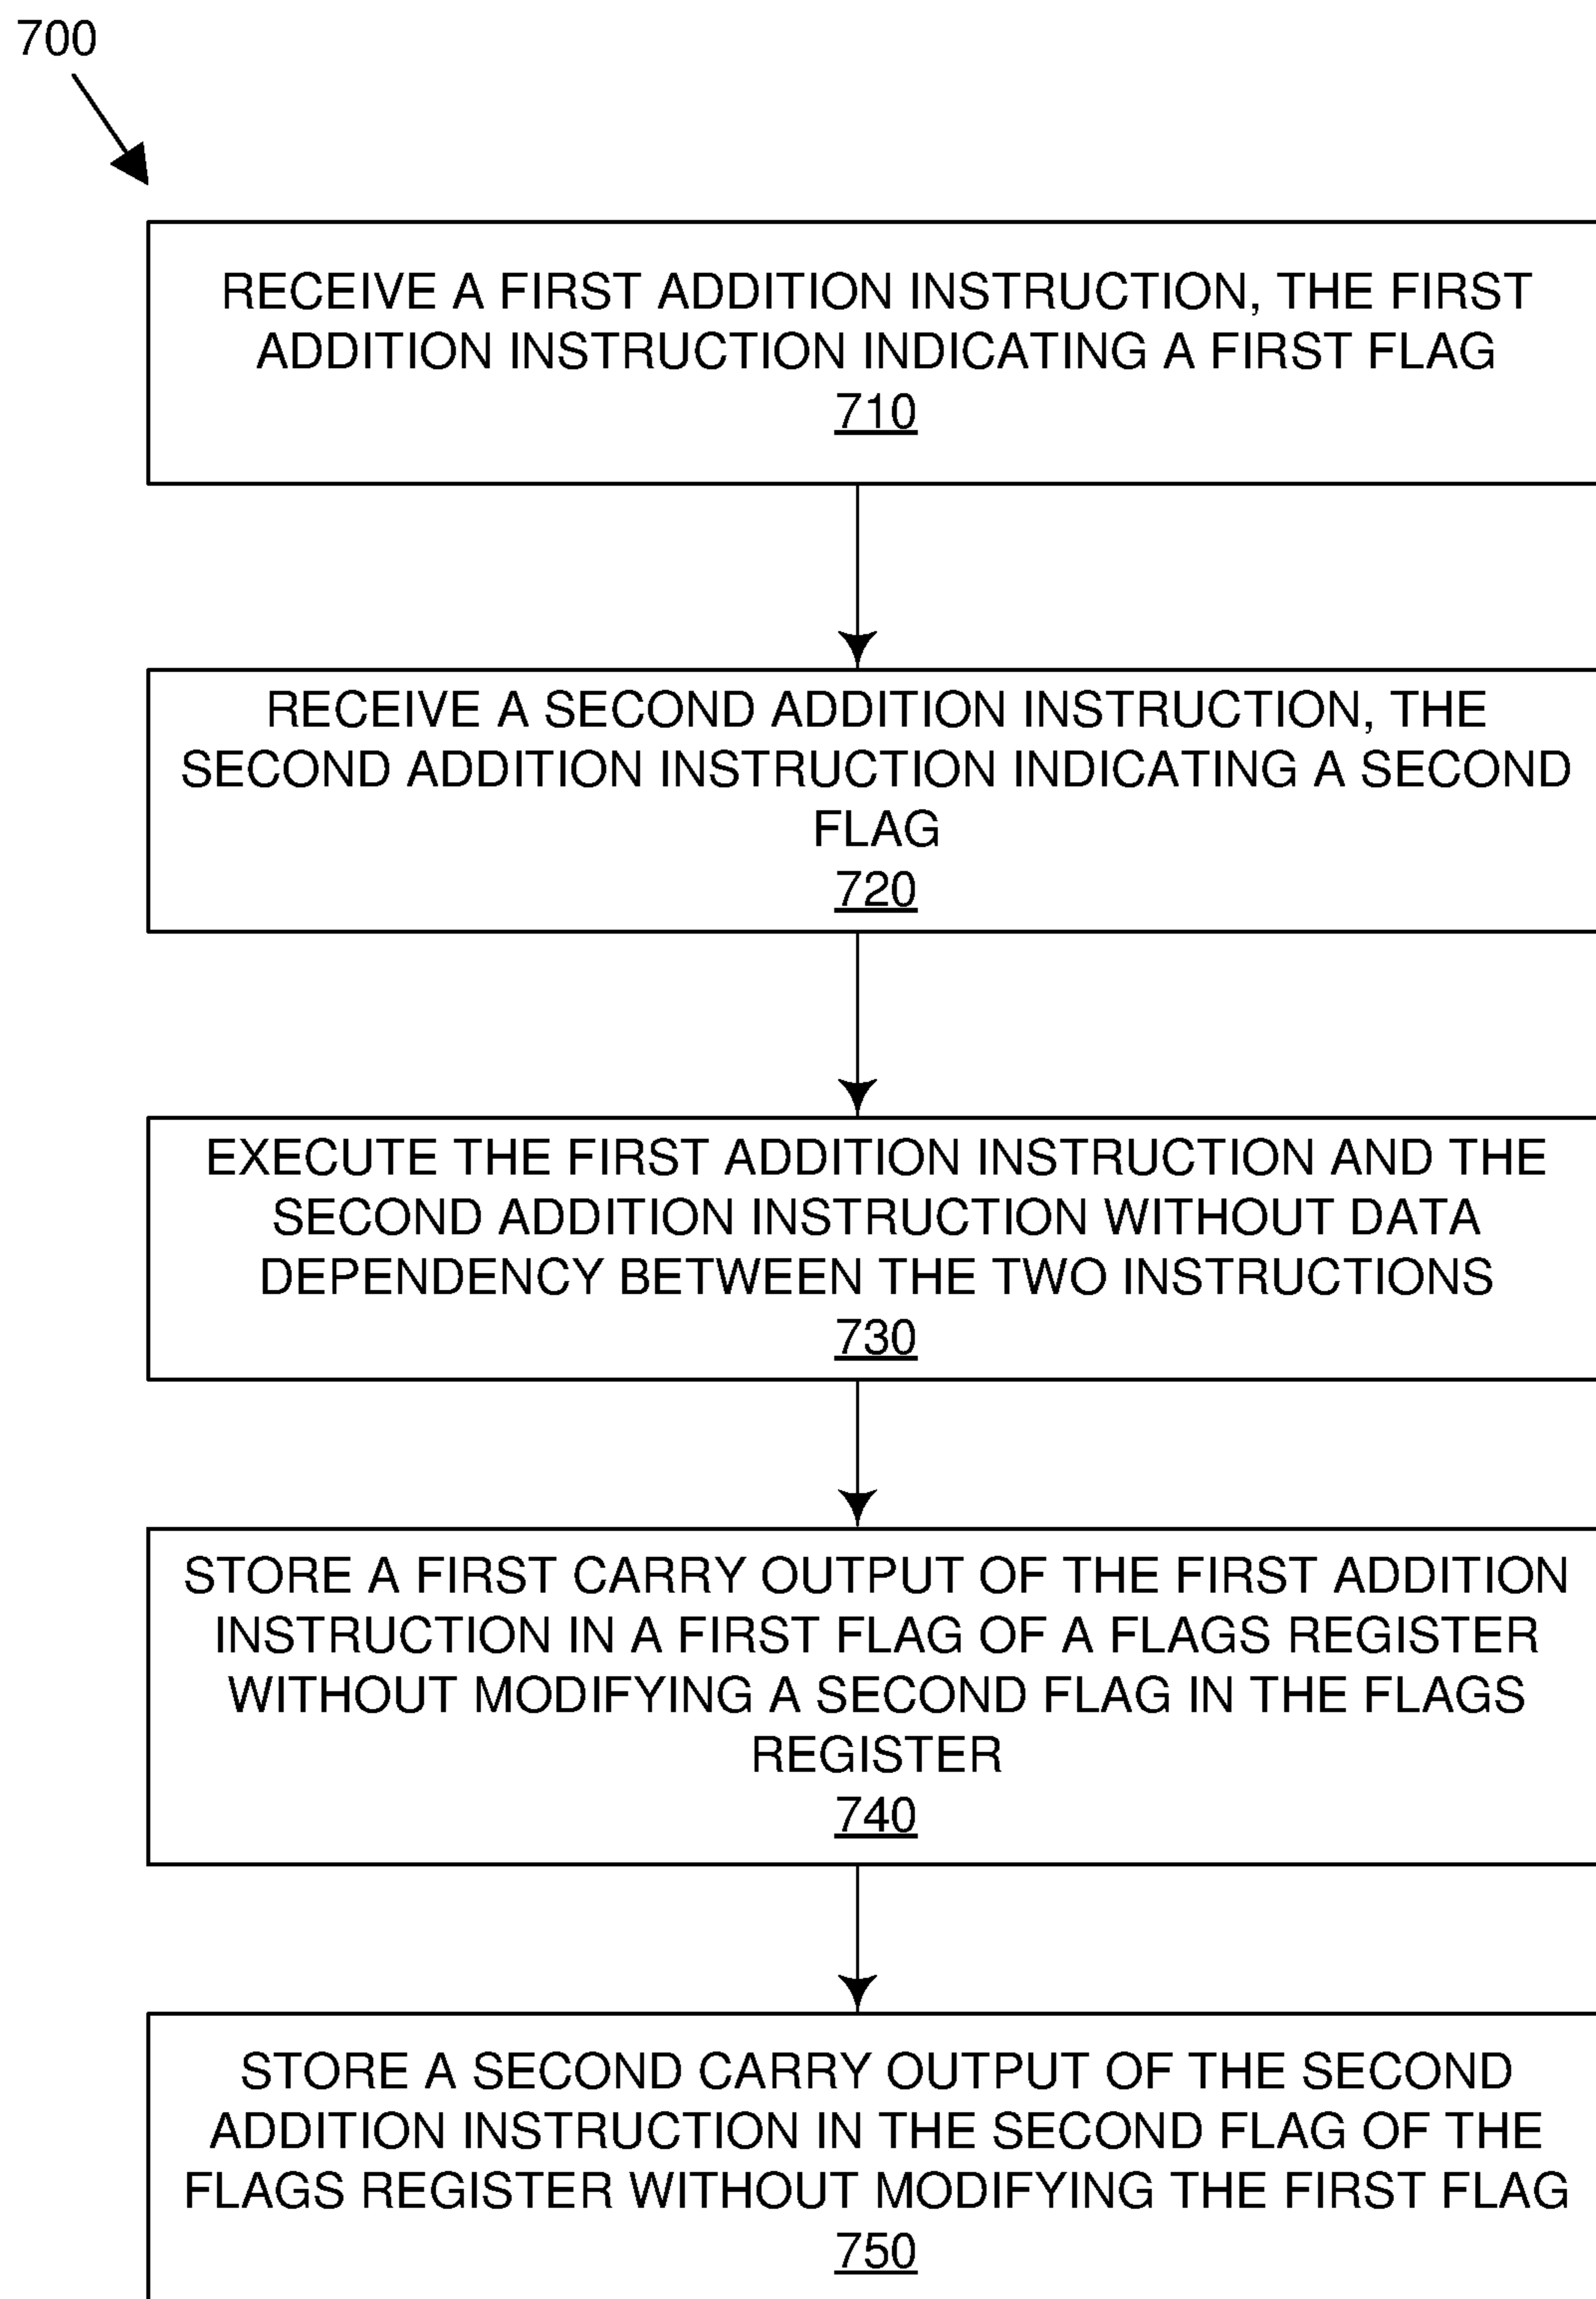 700
RECEIVE A FIRST ADDITION INSTRUCTION, THE FIRST
ADDITION INSTRUCTION INDICATING A FIRST FLAG
710
RECEIVE A SECOND ADDITION INSTRUCTION, THE
SECOND ADDITION INSTRUCTION INDICATING A SECOND
FLAG
720
EXECUTE THE FIRST ADDITION INSTRUCTION AND THE
SECOND ADDITION INSTRUCTION WITHOUT DATA
DEPENDENCY BETWEEN THE TWO INSTRUCTIONS
730
STORE A FIRST CARRY OUTPUT OF THE FIRST ADDITION
INSTRUCTION IN A FIRST FLAG OF A FLAGS REGISTER
WITHOUT MODIFYING A SECOND FLAG IN THE FLAGS
REGISTER
740
STORE A SECOND CARRY OUTPUT OF THE SECOND
ADDITION INSTRUCTION IN THE SECOND FLAG OF THE
FLAGS REGISTER WITHOUT MODIFYING THE FIRST FLAG
750